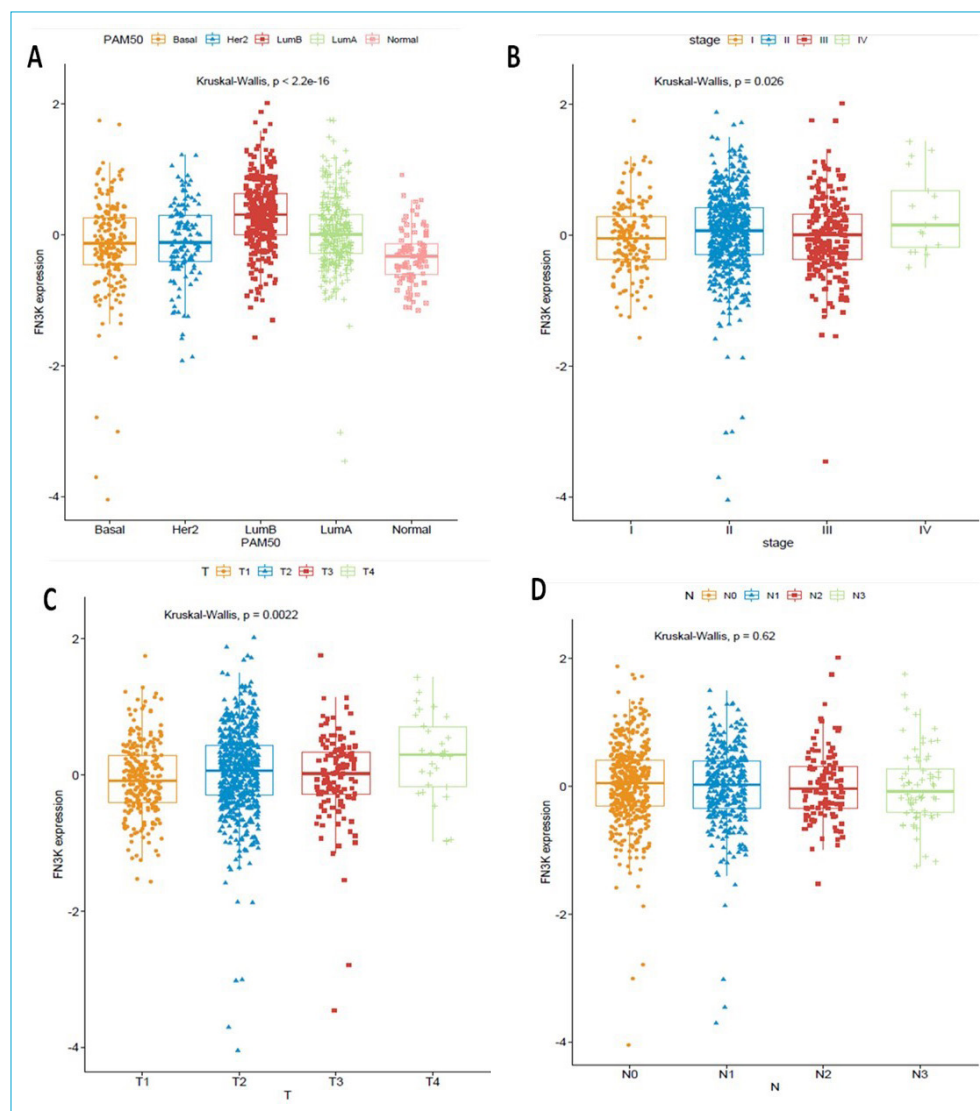 PAM50 Basal Her2 LumB LumA Normal
A
Kruskal-Wallis, p < 2.2e-16
2
0
-2
-4
FN3K expression
Basal Her2 LumB LumA Normal
PAM50
stage I II III IV
B
Kruskal-Wallis, p = 0.026
2
0
-2
-4
FN3K expression
I II III IV
stage
T T1 T2 T3 T4
C
Kruskal-Wallis, p = 0.0022
2
0
-2
-4
FN3K expression
T1 T2 T3 T4
T
D
N N0 N1 N2 N3
Kruskal-Wallis, p = 0.62
2
0
-2
-4
FN3K expression
N0 N1 N2 N3
N